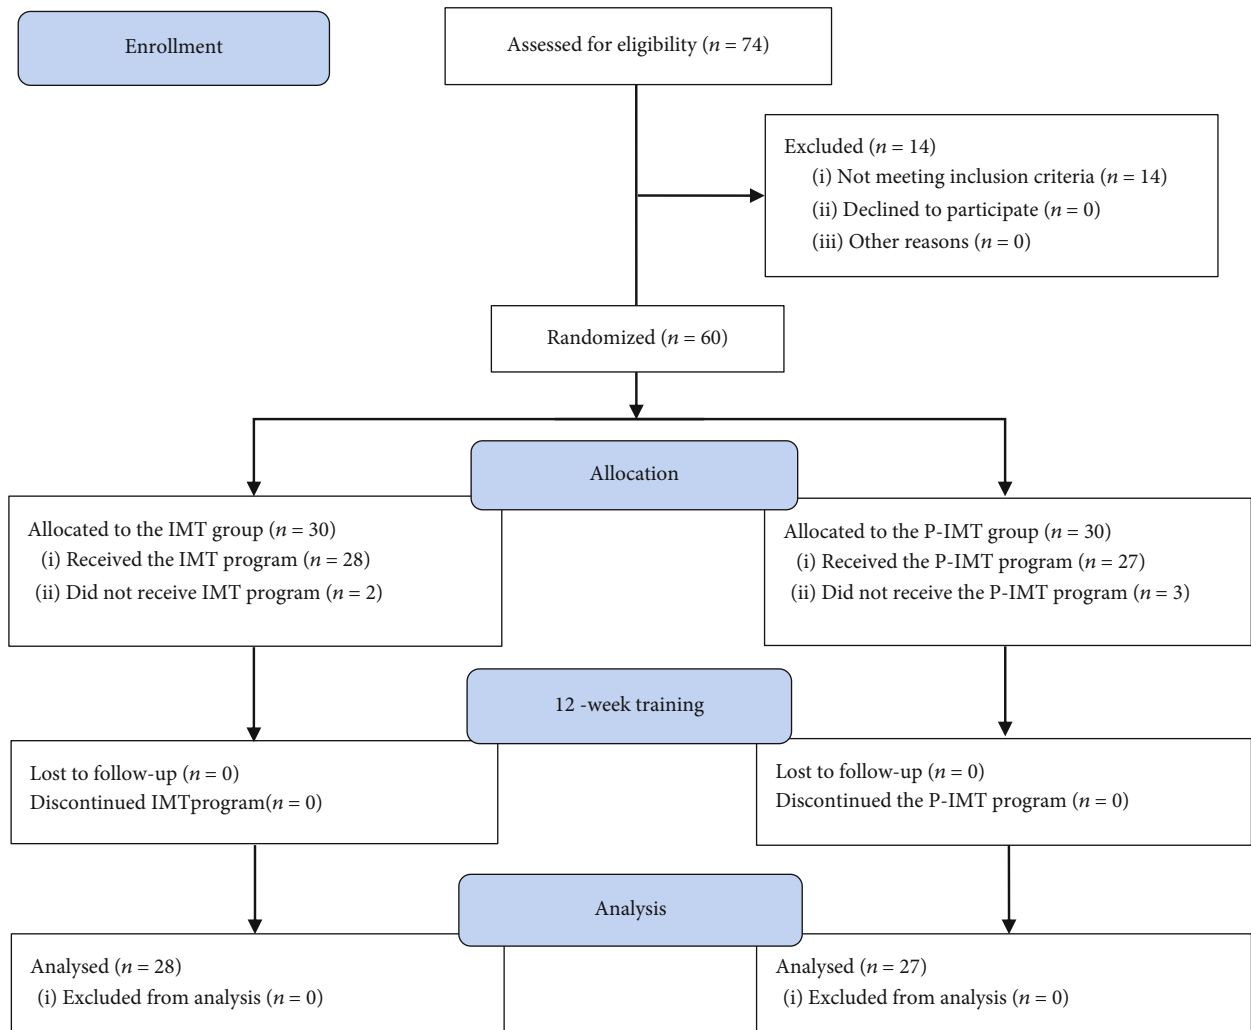 Enrollment
Assessed for eligibility (n = 74)
Excluded (n = 14)
(i) Not meeting inclusion criteria (n = 14)
(ii) Declined to participate (n = 0)
(iii) Other reasons (n = 0)
Randomized (n = 60)
Allocation
Allocated to the IMT group (n = 30)
(i) Received the IMT program (n = 28)
(ii) Did not receive IMT program (n = 2)
Allocated to the P-IMT group (n = 30)
(i) Received the P-IMT program (n = 27)
(ii) Did not receive the P-IMT program (n = 3)
12 -week training
Lost to follow-up (n = 0)
Discontinued IMTprogram(n = 0)
Lost to follow-up (n = 0)
Discontinued the P-IMT program (n = 0)
Analysis
Analysed (n = 28)
(i) Excluded from analysis (n = 0)
Analysed (n = 27)
(i) Excluded from analysis (n = 0)